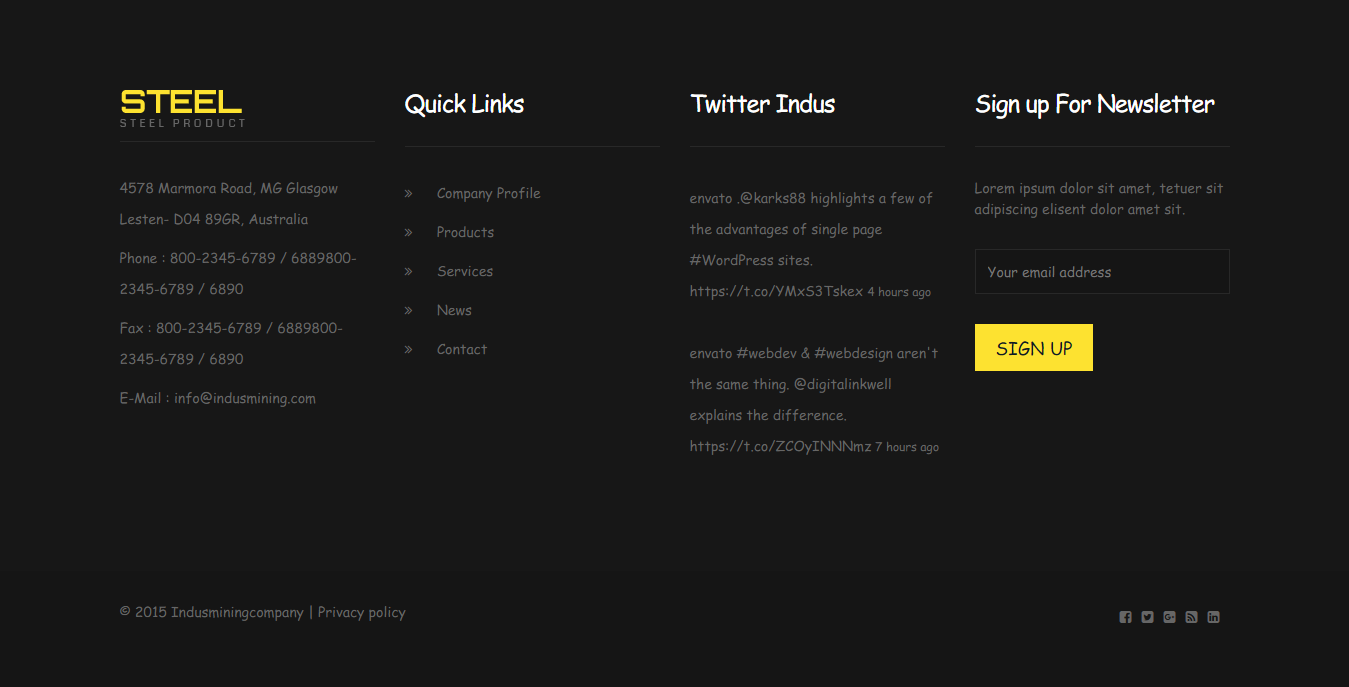 STEEL
STEEL PRODUCT
4578 Marmora Road, MG Glasgow
Lesten- D04 89GR, Australia
Phone : 800-2345-6789 / 6889800-
2345-6789 / 6890
Fax : 800-2345-6789 / 6889800-
2345-6789 / 6890
E-Mail : info@indusmining.com
Quick Links
» Company Profile
» Products
» Services
» News
» Contact
Twitter Indus
envato .@karks88 highlights a few of
the advantages of single page
#WordPress sites.
https://t.co/YMxS3Tskex 4 hours ago
envato #webdev & #webdesign aren't
the same thing. @digitalinkwell
explains the difference.
https://t.co/ZCOyINNNmz 7 hours ago
Sign up For Newsletter
Lorem ipsum dolor sit amet, tetuer sit
adipiscing elisent dolor amet sit.
Your email address
SIGN UP
© 2015 Indusminingcompany | Privacy policy